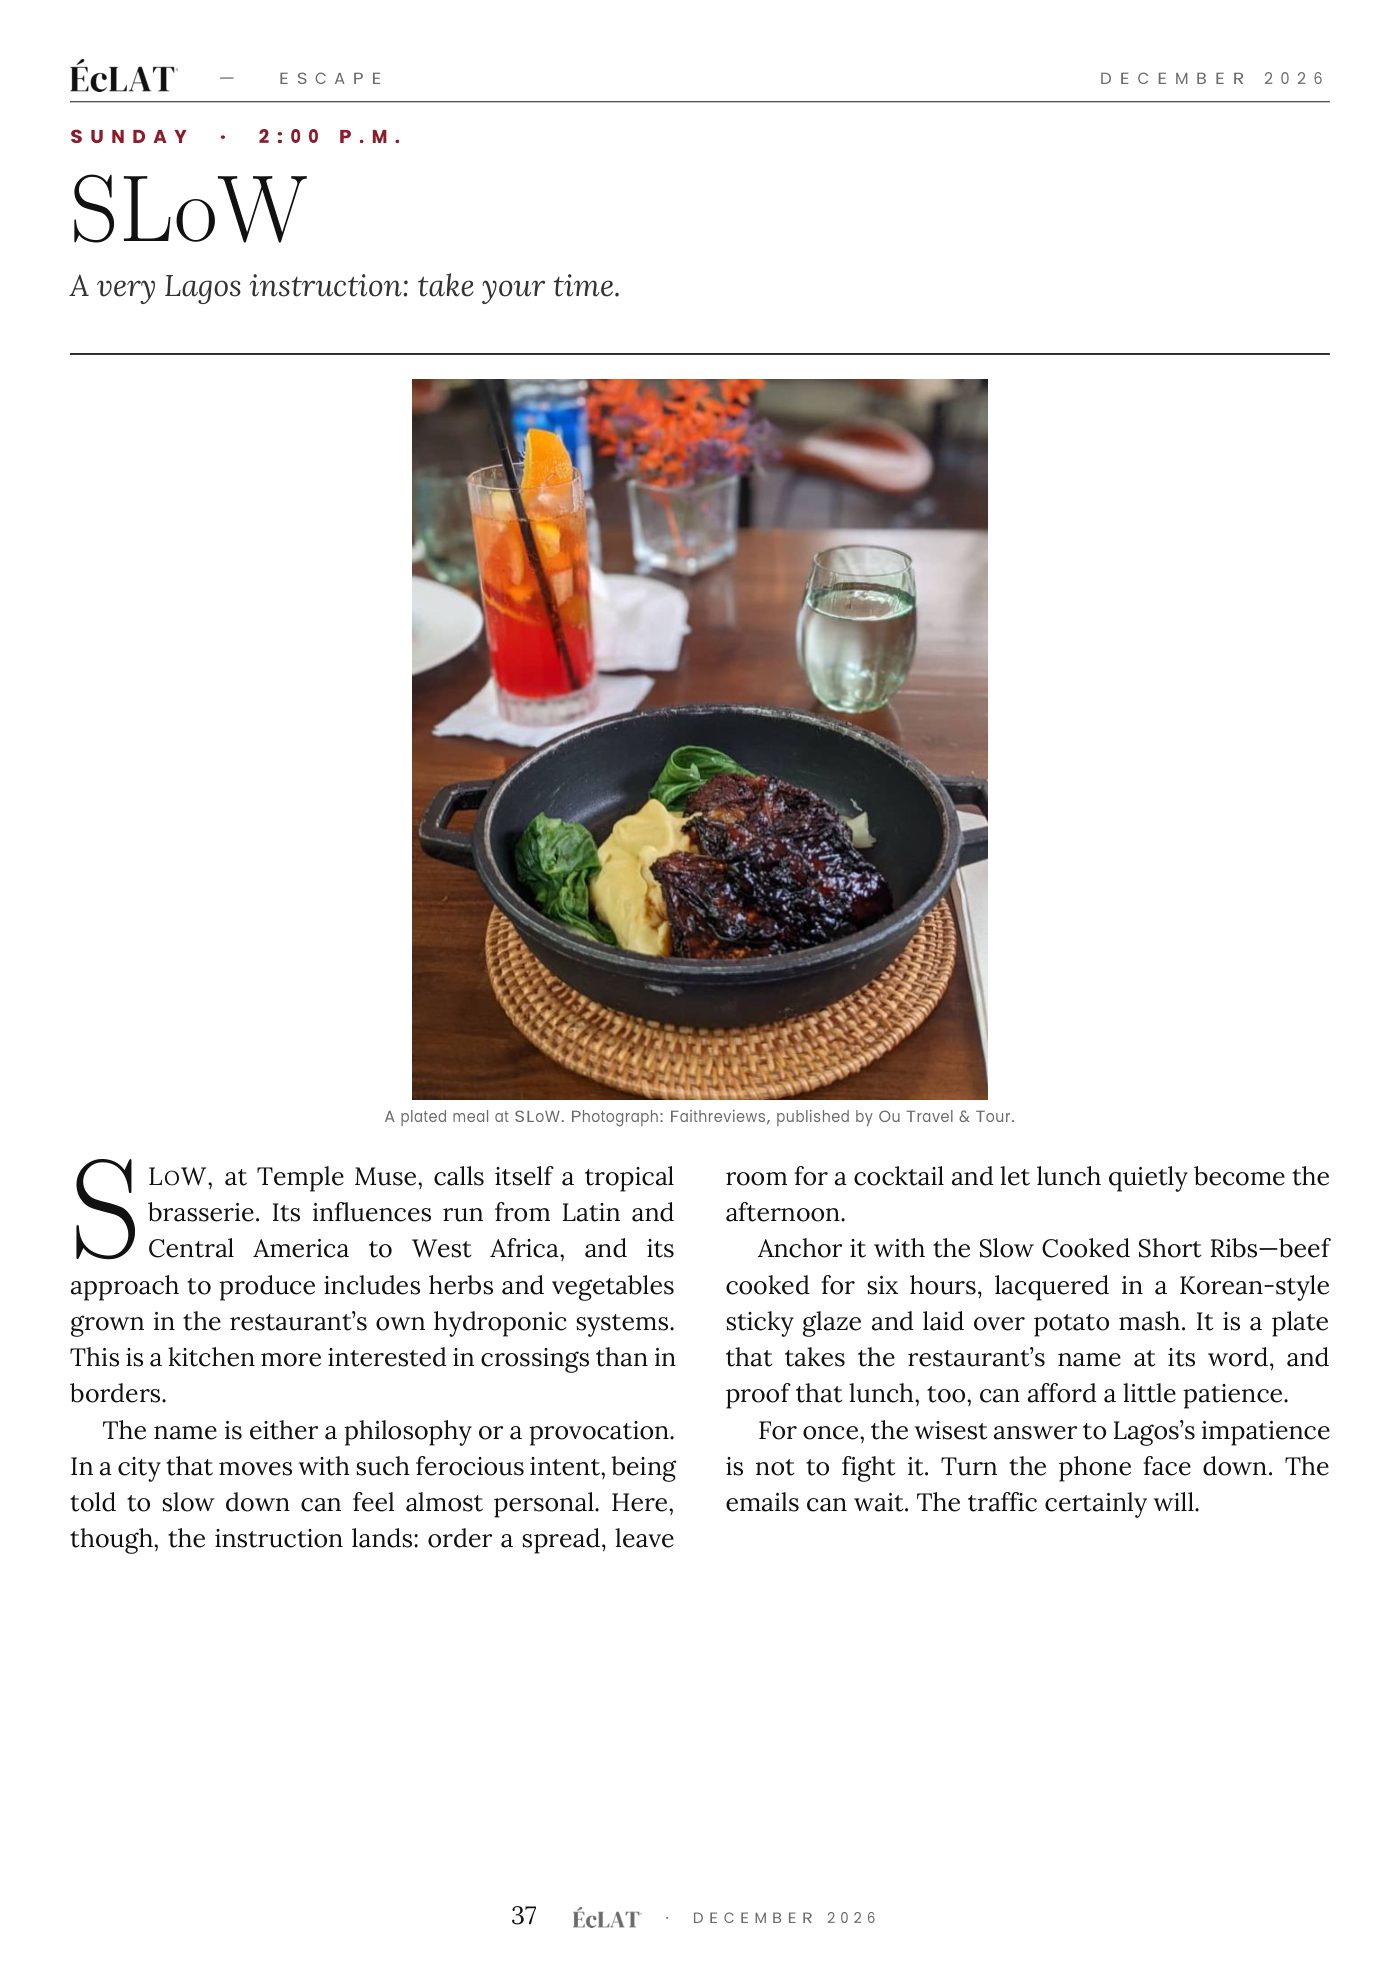 ÉcLAT — ESCAPE
DECEMBER 2026
SUNDAY · 2:00 P.M.
SLoW
A very Lagos instruction: take your time.
A plated meal at SLoW. Photograph: Faithreviews, published by Ou Travel & Tour.
SLOW, at Temple Muse, calls itself a tropical
brasserie. Its influences run from Latin and
Central America to West Africa, and its
approach to produce includes herbs and vegetables
grown in the restaurant’s own hydroponic systems.
This is a kitchen more interested in crossings than in
borders.
The name is either a philosophy or a provocation.
In a city that moves with such ferocious intent, being
told to slow down can feel almost personal. Here,
though, the instruction lands: order a spread, leave
room for a cocktail and let lunch quietly become the
afternoon.
Anchor it with the Slow Cooked Short Ribs—beef
cooked for six hours, lacquered in a Korean-style
sticky glaze and laid over potato mash. It is a plate
that takes the restaurant’s name at its word, and
proof that lunch, too, can afford a little patience.
For once, the wisest answer to Lagos’s impatience
is not to fight it. Turn the phone face down. The
emails can wait. The traffic certainly will.
37 ÉcLAT · DECEMBER 2026